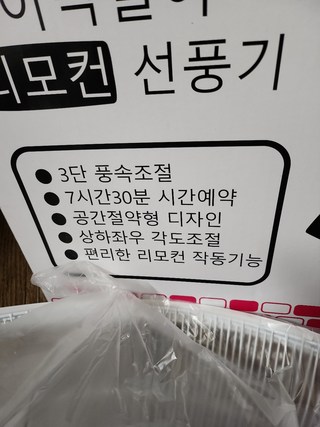 리모컨 선풍기
3단 풍속조절
7시간30분 시간예약
공간절약형 디자인
상하좌우 각도조절
편리한 리모컨 작동기능